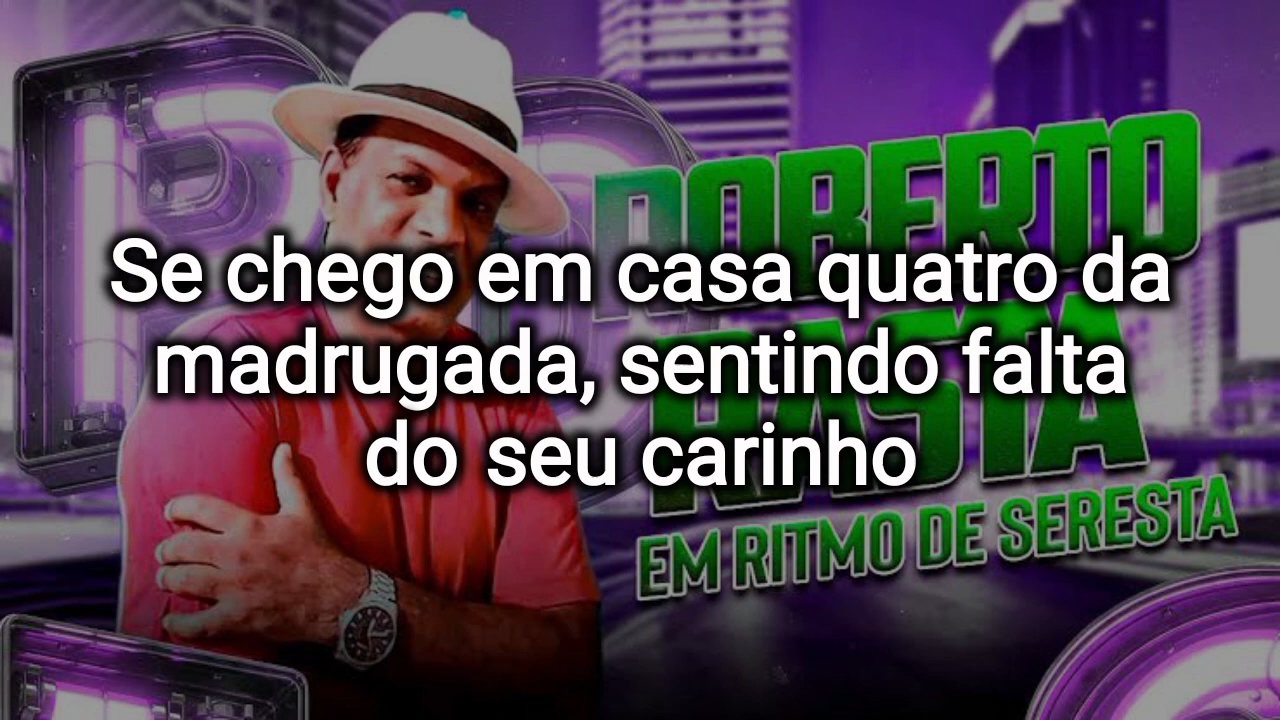 ROBERTO
RASTA
EM RITMO DE SERESTA
Se chego em casa quatro da
madrugada, sentindo falta
do seu carinho